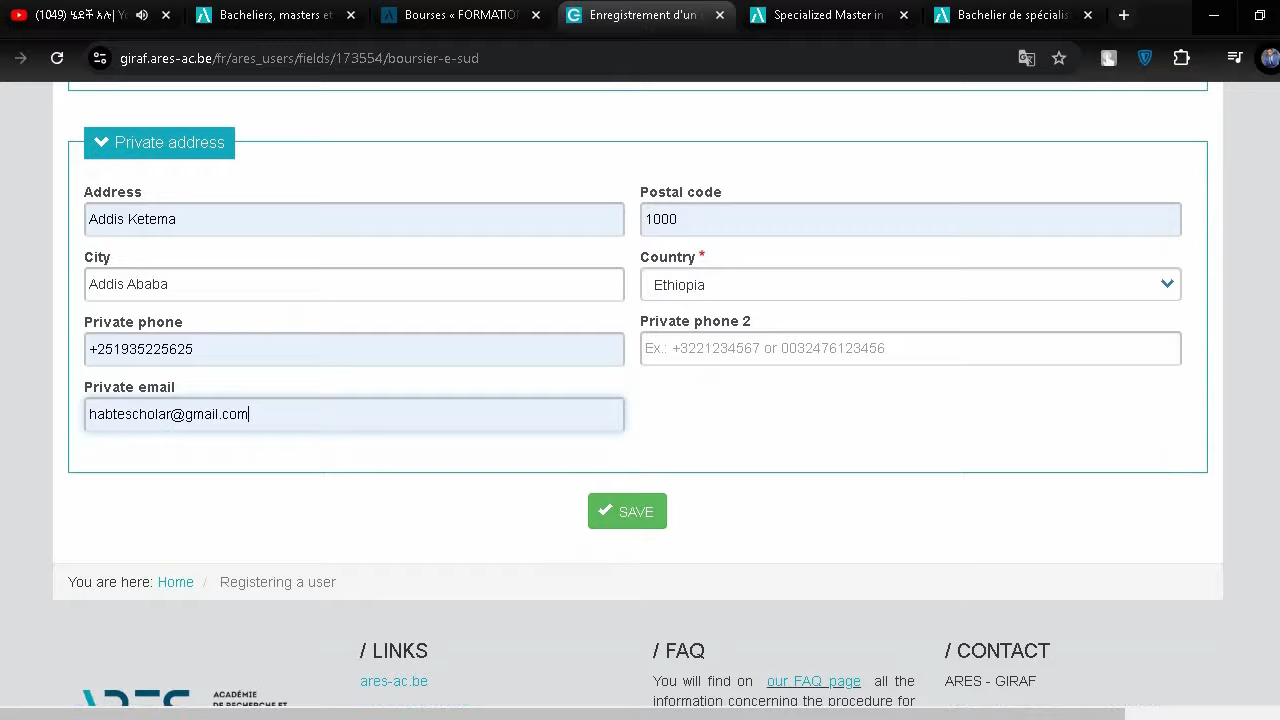 (1049) ሂደቶ አሉ|
Bacheliers, masters et
Bourses « FORMATIO
Enregistrement d'un
Specialized Master in
Bachelier de spécialis
giraf.ares-ac.be/fr/ares_users/fields/173554/boursier-e-sud
Private address
Address
Postal code
Addis Ketema
1000
City
Country *
Addis Ababa
Ethiopia
Private phone
Private phone 2
+251935225625
Ex.: +3221234567 or 0032476123456
Private email
habtescholar@gmail.com
SAVE
You are here: Home / Registering a user
/ LINKS
/ FAQ
/ CONTACT
ares-ac.be
You will find on our FAQ page all the
ARES - GIRAF
information concerning the procedure for
ARES
ACADÉMIE
DE RECHERCHE ET